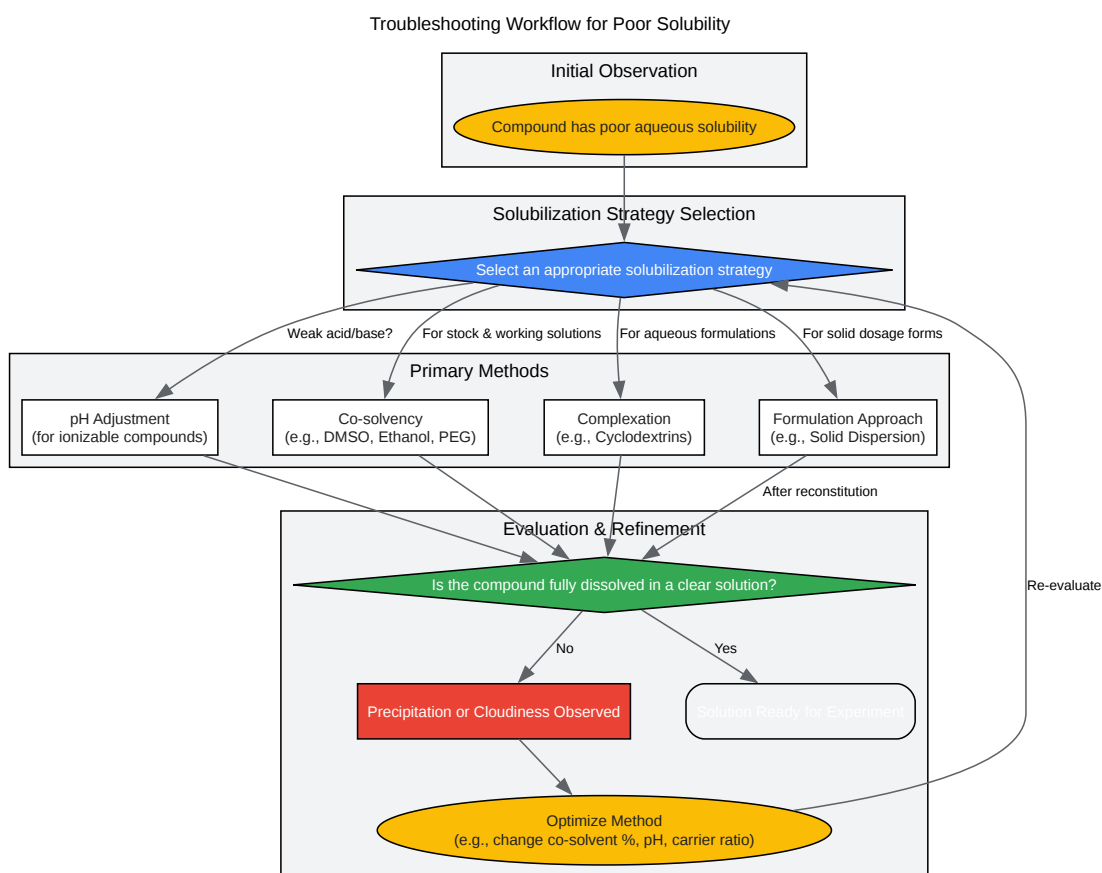 Troubleshooting Workflow for Poor Solubility
Initial Observation
Compound has poor aqueous solubility
Solubilization Strategy Selection
Select an appropriate solubilization strategy
Weak acid/base?
For stock & working solutions
For aqueous formulations
For solid dosage forms
Primary Methods
pH Adjustment
(for ionizable compounds)
Co-solvency
(e.g., DMSO, Ethanol, PEG)
Complexation
(e.g., Cyclodextrins)
Formulation Approach
(e.g., Solid Dispersion)
After reconstitution
Evaluation & Refinement
Is the compound fully dissolved in a clear solution?
Re-evaluate
No
Yes
Precipitation or Cloudiness Observed
Solution Ready for Experiment
Optimize Method
(e.g., change co-solvent %, pH, carrier ratio)